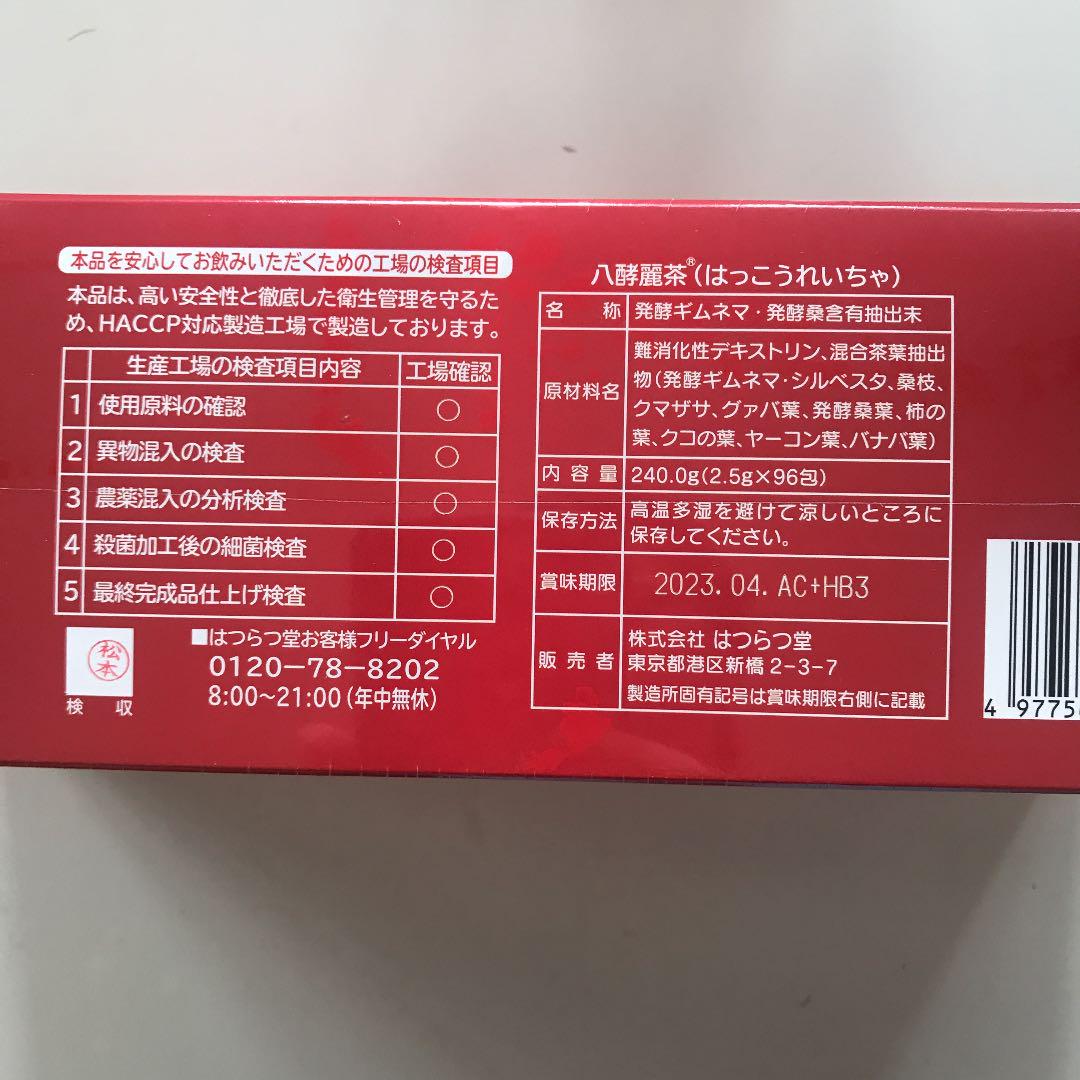 本品を安心してお飲みいただくための工場の検査項目
本品は、高い安全性と徹底した衛生管理を守るた
め、HACCP対応製造工場で製造しております。
生産工場の検査項目内容 工場確認
1 使用原料の確認 ○
2 異物混入の検査 ○
3 農薬混入の分析検査 ○
4 殺菌加工後の細菌検査 ○
5 最終完成品仕上げ検査 ○
松本
検収
■はつらつ堂お客様フリーダイヤル
0120-78-8202
8:00~21:00(年中無休)
八酵麗茶®(はっこうれいちゃ)
名称 発酵ギムネマ・発酵桑含有抽出末
原材料名 難消化性デキストリン、混合茶葉抽出
物(発酵ギムネマ・シルベスタ、桑枝、
クマザサ、グァバ葉、発酵桑葉、柿の
葉、クコの葉、ヤーコン葉、バナバ葉)
内容量 240.0g(2.5g×96包)
保存方法 高温多湿を避けて涼しいところに
保存してください。
賞味期限 2023.04.AC+HB3
販売者 株式会社 はつらつ堂
東京都港区新橋2-3-7
製造所固有記号は賞味期限右側に記載
4 9775